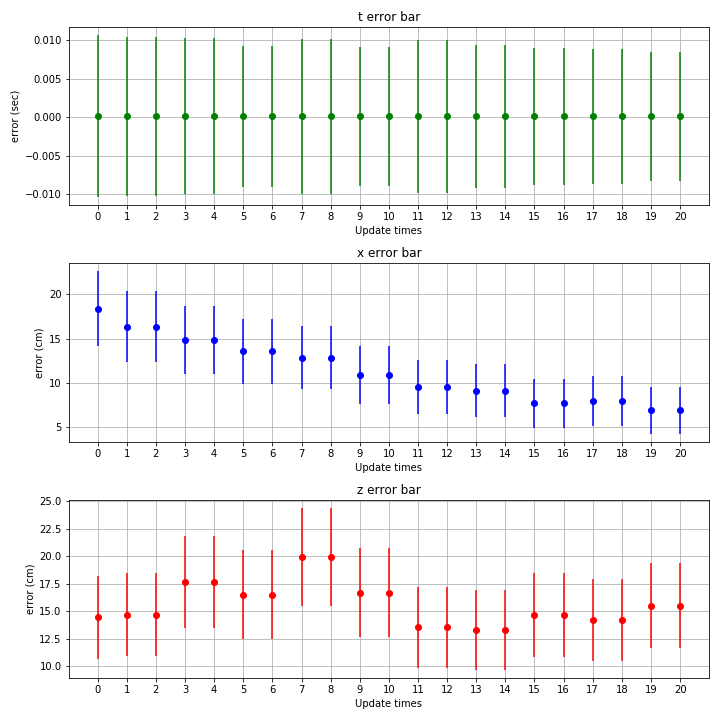 t error bar
0.010
0.005
0.000
−0.005
−0.010
error (sec)
0 1 2 3 4 5 6 7 8 9 10 11 12 13 14 15 16 17 18 19 20
Update times
x error bar
20
15
10
5
error (cm)
0 1 2 3 4 5 6 7 8 9 10 11 12 13 14 15 16 17 18 19 20
Update times
z error bar
25.0
22.5
20.0
17.5
15.0
12.5
10.0
error (cm)
0 1 2 3 4 5 6 7 8 9 10 11 12 13 14 15 16 17 18 19 20
Update times